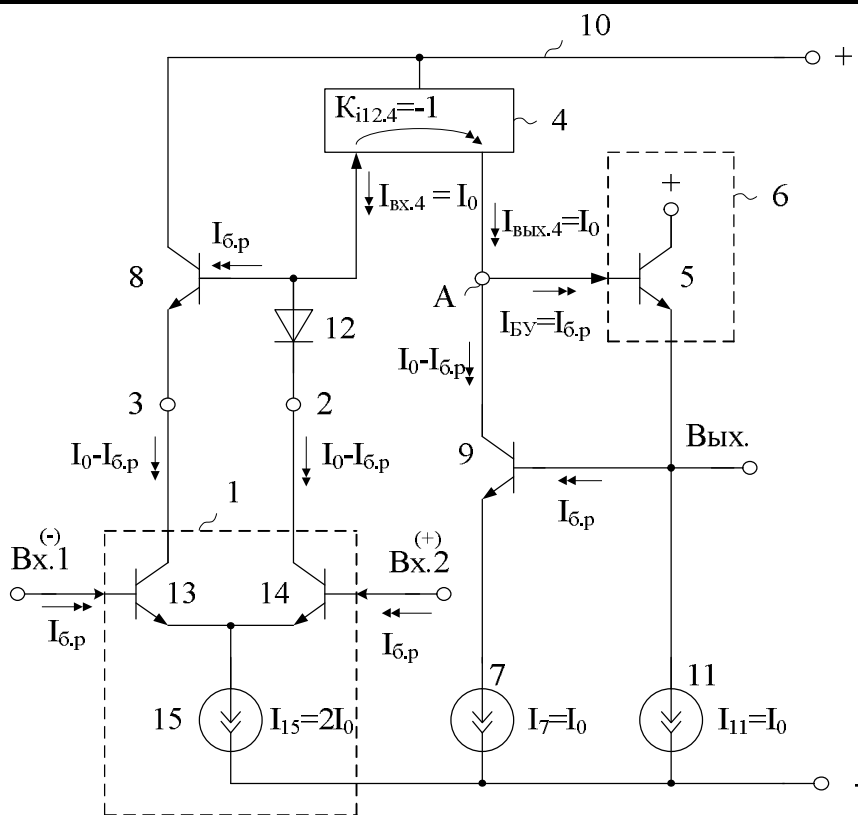 10
+
Ki12.4=-1
4
+
6
Iвх.4 = I0
Iб.р
Iвых.4=I0
8
A
5
12
IБУ=Iб.р
I0-Iб.р
3
2
Вых.
I0-Iб.р
I0-Iб.р
9
1
Iб.р
(-)
Вх.1
(+)
Вх.2
13
14
Iб.р
Iб.р
7
11
15
I15=2I0
I7=I0
I11=I0
-